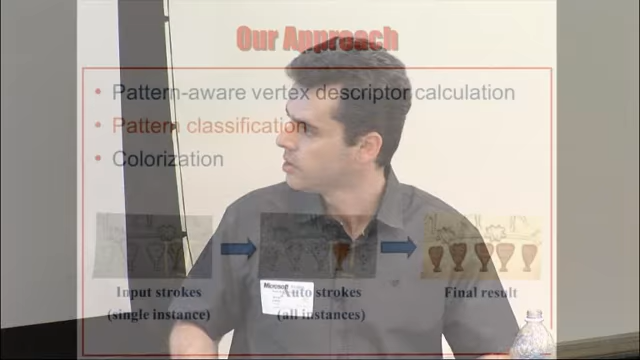 Our Approach
• Pattern-aware vertex descriptor calculation
• Pattern classification
• Colorization
Input strokes
(single instance)
Auto strokes
(all instances)
Final result
Microsoft